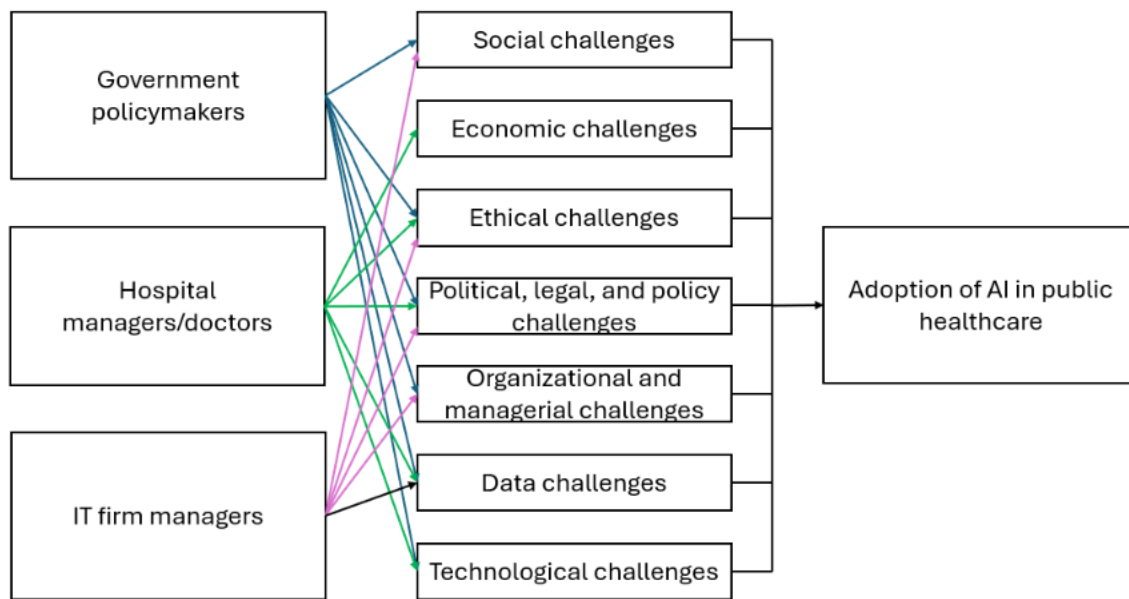 Government
policymakers
Hospital
managers/doctors
IT firm managers
Social challenges
Economic challenges
Ethical challenges
Political, legal, and policy
challenges
Organizational and
managerial challenges
Data challenges
Technological challenges
Adoption of AI in public
healthcare